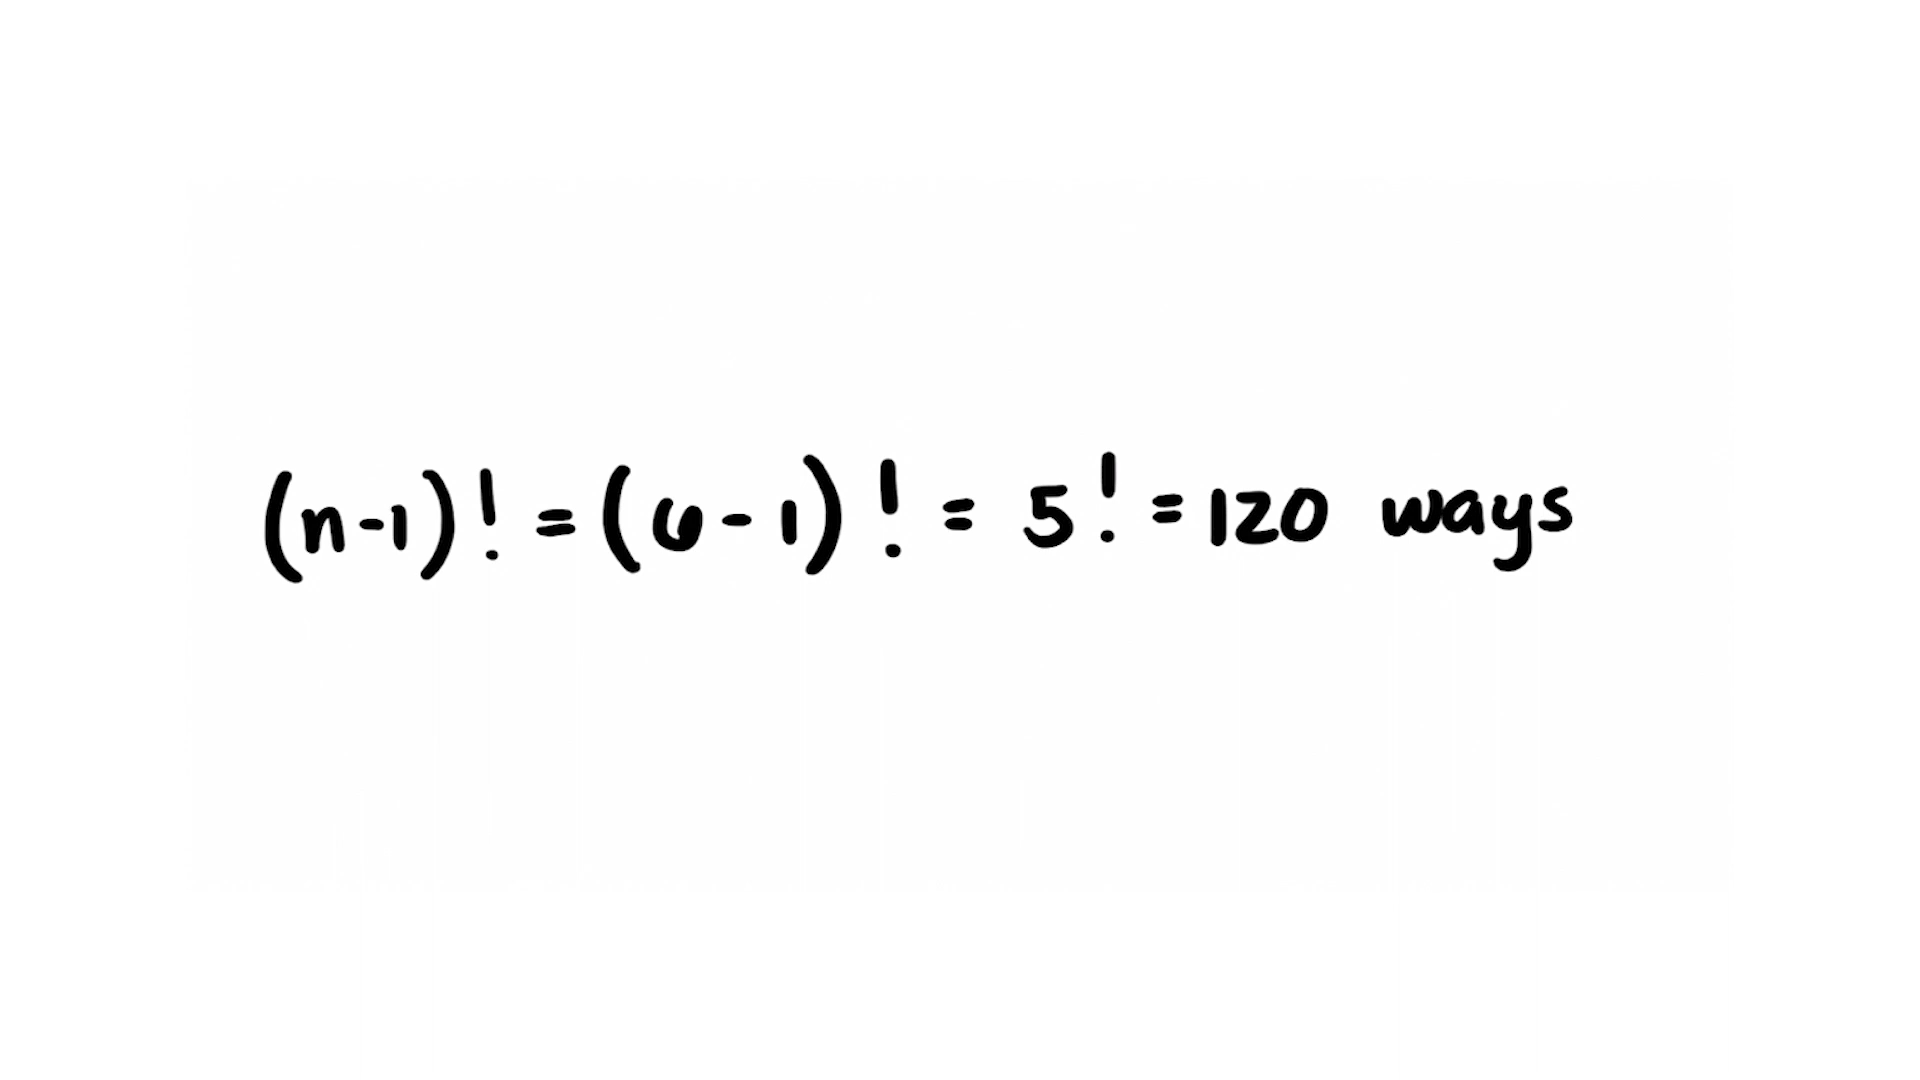 (n-1)! = (6-1)! = 5! = 120 ways